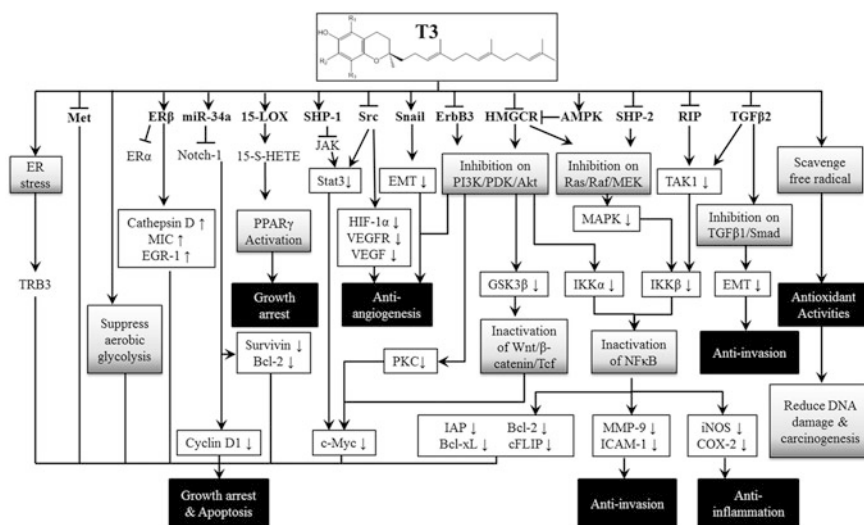 T3
R1
HO
R2
O
R3
Met
ERβ
miR-34a
15-LOX
SHP-1
Src
Snail
ErbB3
HMGCR
AMPK
SHP-2
RIP
TGFβ2
ERα
Notch-1
15-S-HETE
JAK
ER
stress
Stat3↓
EMT ↓
Inhibition on
PI3K/PDK/Akt
Inhibition on
Ras/Raf/MEK
TAK1 ↓
Scavenge
free radical
Cathepsin D ↑
MIC ↑
EGR-1 ↑
PPARγ
Activation
HIF-1α ↓
VEGFR ↓
VEGF ↓
MAPK ↓
Inhibition on
TGFβ1/Smad
TRB3
Growth
arrest
Anti-
angiogenesis
GSK3β ↓
IKKα ↓
IKKβ ↓
EMT ↓
Antioxidant
Activities
Suppress
aerobic
glycolysis
Survivin ↓
Bcl-2 ↓
PKC↓
Inactivation
of Wnt/β-
catenin/Tcf
Inactivation
of NFκB
Anti-invasion
Reduce DNA
damage &
carcinogenesis
Cyclin D1 ↓
c-Myc ↓
IAP ↓ Bcl-2 ↓
Bcl-xL ↓ cFLIP ↓
MMP-9 ↓
ICAM-1 ↓
iNOS ↓
COX-2 ↓
Growth arrest
& Apoptosis
Anti-invasion
Anti-
inflammation